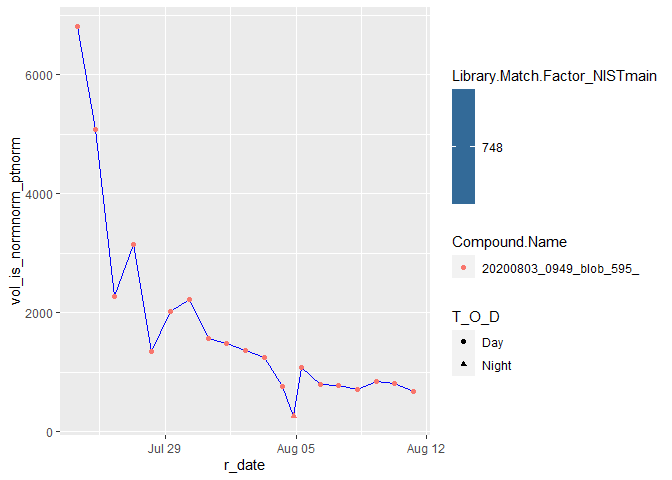 6000
4000
2000
0
vol_is_normnorm_ptnorm
Jul 29
Aug 05
Aug 12
r_date
Library.Match.Factor_NISTmain
748
Compound.Name
20200803_0949_blob_595_
T_O_D
Day
Night